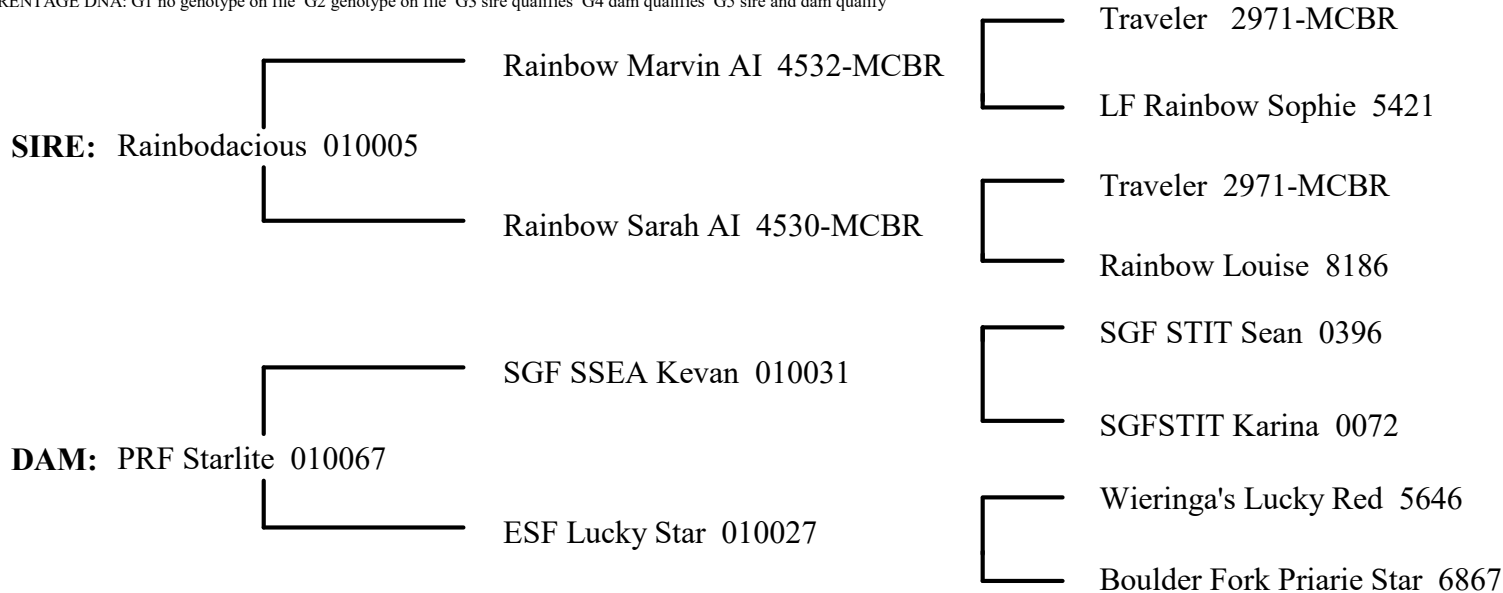 PARENTAGE DNA: G1 no genotype on file G2 genotype on file G3 sire qualifies G4 dam qualifies G5 sire and dam qualify
Traveler 2971-MCBR
Rainbow Marvin AI 4532-MCBR
LF Rainbow Sophie 5421
SIRE: Rainbodacious 010005
Traveler 2971-MCBR
Rainbow Sarah AI 4530-MCBR
Rainbow Louise 8186
SGF STIT Sean 0396
SGF SSEA Kevan 010031
SGFSTIT Karina 0072
DAM: PRF Starlite 010067
Wieringa's Lucky Red 5646
ESF Lucky Star 010027
Boulder Fork Priarie Star 6867